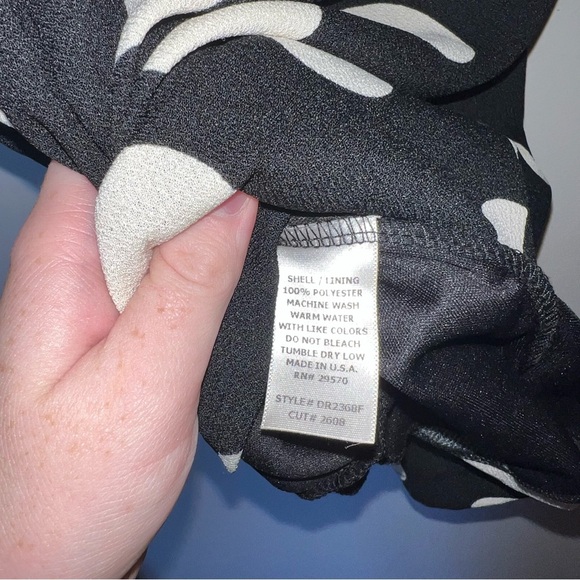 SHELL / LINING
100% POLYESTER
MACHINE WASH
WARM WATER
WITH LIKE COLORS
DO NOT BLEACH
TUMBLE DRY LOW
MADE IN U.S.A.
RN# 29570
STYLE# DR2368F
CUT# 2608